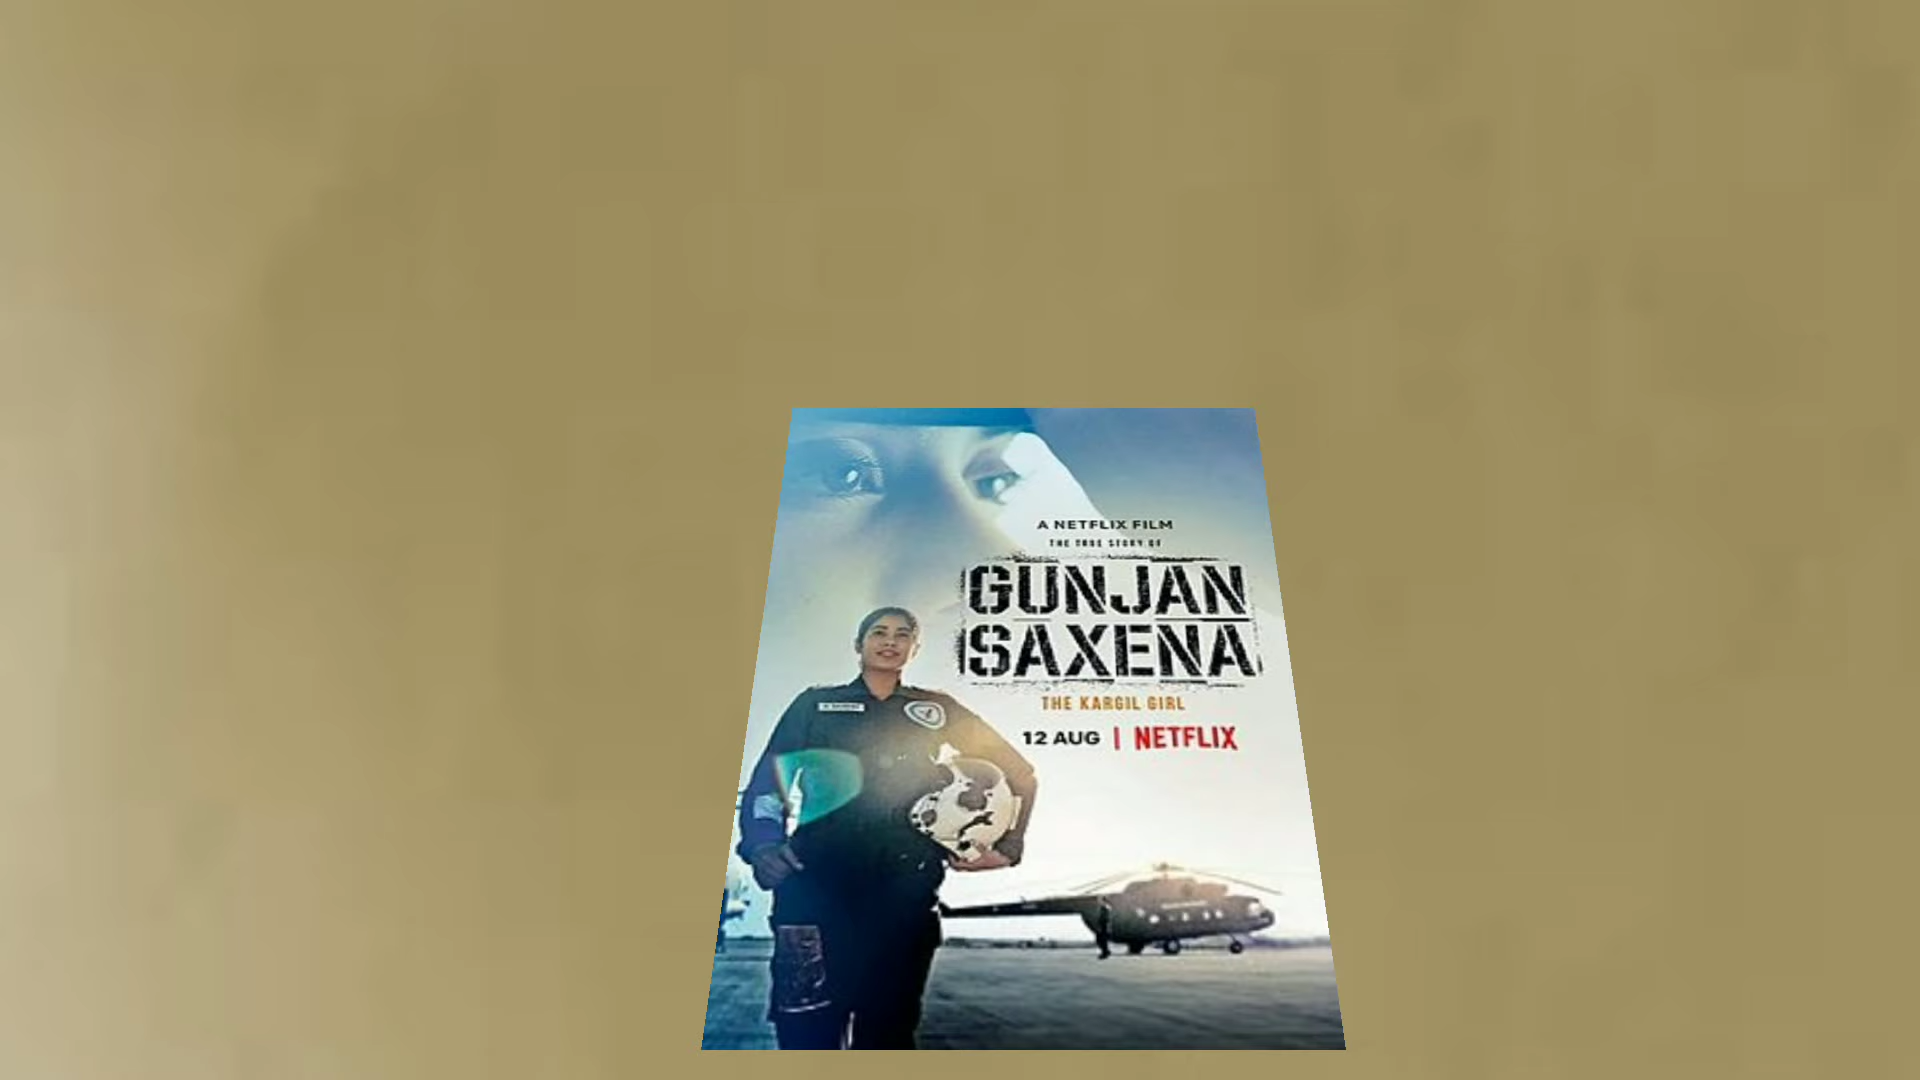 A NETFLIX FILM
THE TRUE STORY OF
GUNJAN
SAXENA
THE KARGIL GIRL
12 AUG | NETFLIX